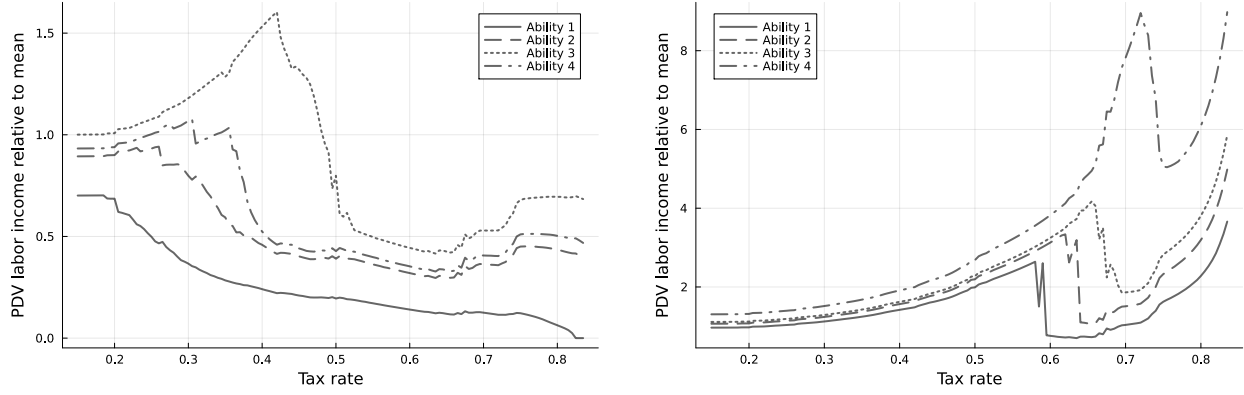 PDV labor income relative to mean
1.5
1.0
0.5
0.0
0.2
0.3
0.4
0.5
0.6
0.7
0.8
Tax rate
Ability 1
Ability 2
Ability 3
Ability 4
PDV labor income relative to mean
8
6
4
2
0.2
0.3
0.4
0.5
0.6
0.7
0.8
Tax rate
Ability 1
Ability 2
Ability 3
Ability 4